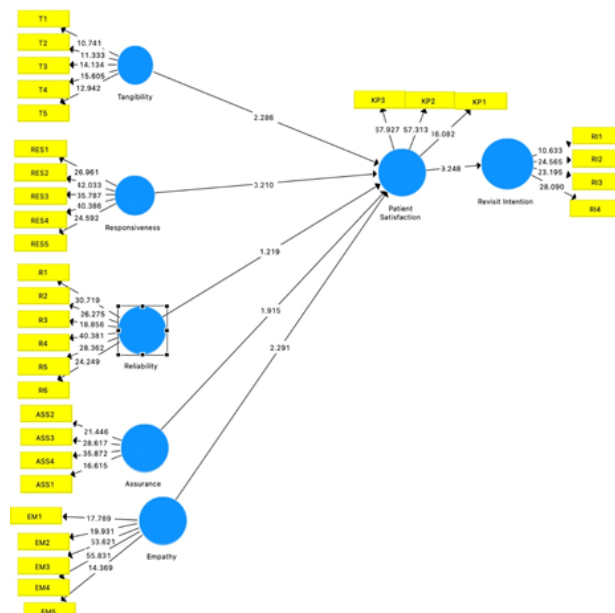 T1
10.741
T2
11.333
T3
14.134
T4
15.605
T5
12.942
Tangibility
2.286
KP3
KP2
KP1
37.927
57.313
16.082
Patient
Satisfaction
9.248
Revisit Intention
10.633
24.565
23.195
28.090
RI1
RI2
RI3
RI4
RES1
26.961
RES2
42.033
RES3
35.787
RES4
40.386
RES5
24.592
Responsiveness
0.210
R1
30.719
R2
26.275
R3
18.856
R4
40.381
R5
28.362
R6
24.249
Reliability
1.219
1.915
2.291
ASS2
21.446
ASS3
28.617
ASS4
35.872
ASS1
16.615
Assurance
EM1
17.789
EM2
19.931
EM3
53.621
EM4
55.831
EM5
14.369
Empathy